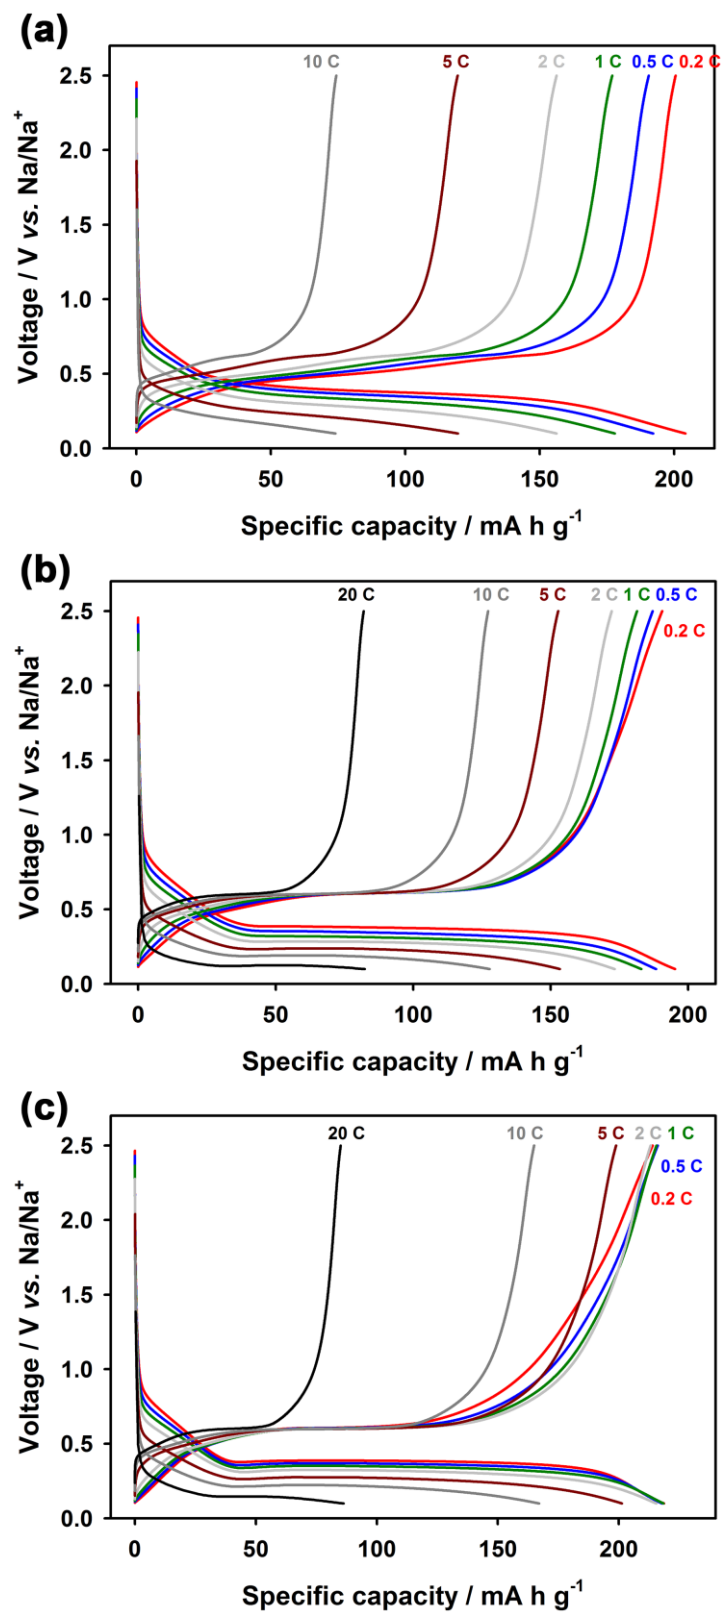 (a)
10 C 5 C 2 C 1 C 0.5 C 0.2 C
2.5
2.0
1.5
1.0
0.5
0.0
Voltage / V vs. Na/Na⁺
0 50 100 150 200
Specific capacity / mA h g⁻¹
(b)
20 C 10 C 5 C 2 C 1 C 0.5 C
0.2 C
2.5
2.0
1.5
1.0
0.5
0.0
Voltage / V vs. Na/Na⁺
0 50 100 150 200
Specific capacity / mA h g⁻¹
(c)
20 C 10 C 5 C 2 C 1 C
0.5 C
0.2 C
2.5
2.0
1.5
1.0
0.5
0.0
Voltage / V vs. Na/Na⁺
0 50 100 150 200
Specific capacity / mA h g⁻¹